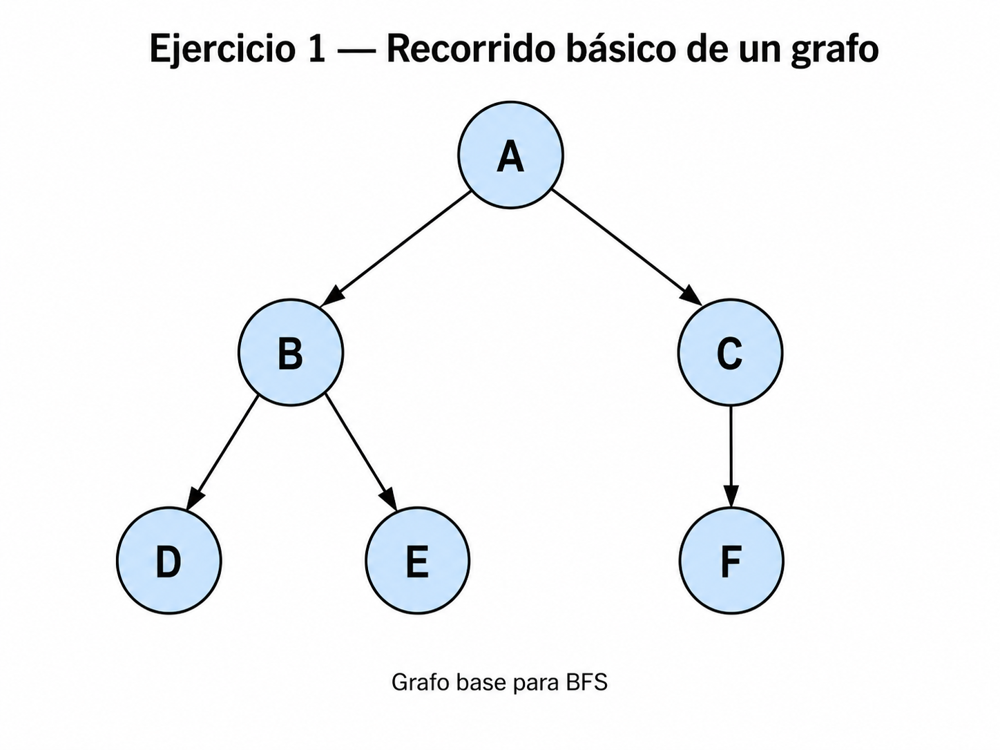 Ejercicio 1 — Recorrido básico de un grafo
A
B
C
D
E
F
Grafo base para BFS